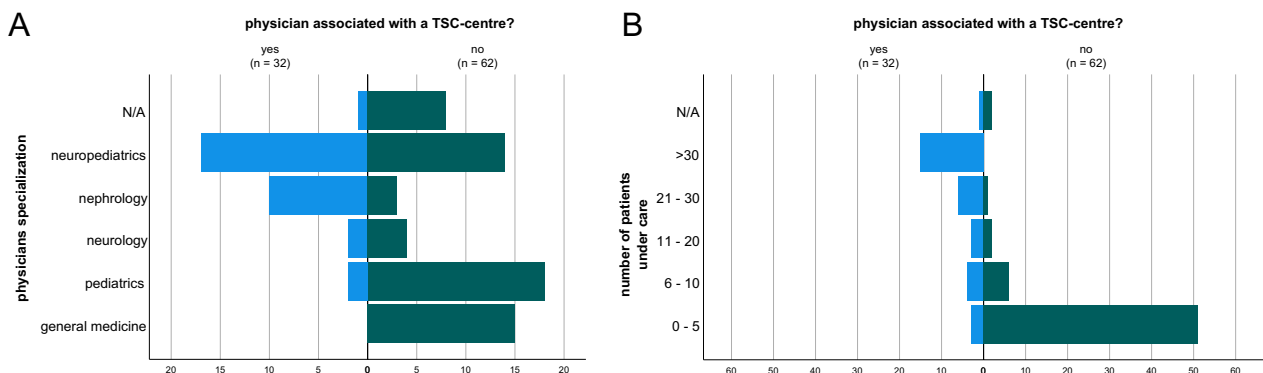 A
physician associated with a TSC-centre?
yes
(n = 32)
no
(n = 62)
physicians specialization
N/A
neuropediatrics
nephrology
neurology
pediatrics
general medicine
20 15 10 5 0 5 10 15 20
B
physician associated with a TSC-centre?
yes
(n = 32)
no
(n = 62)
number of patients
under care
N/A
>30
21 - 30
11 - 20
6 - 10
0 - 5
60 50 40 30 20 10 0 10 20 30 40 50 60